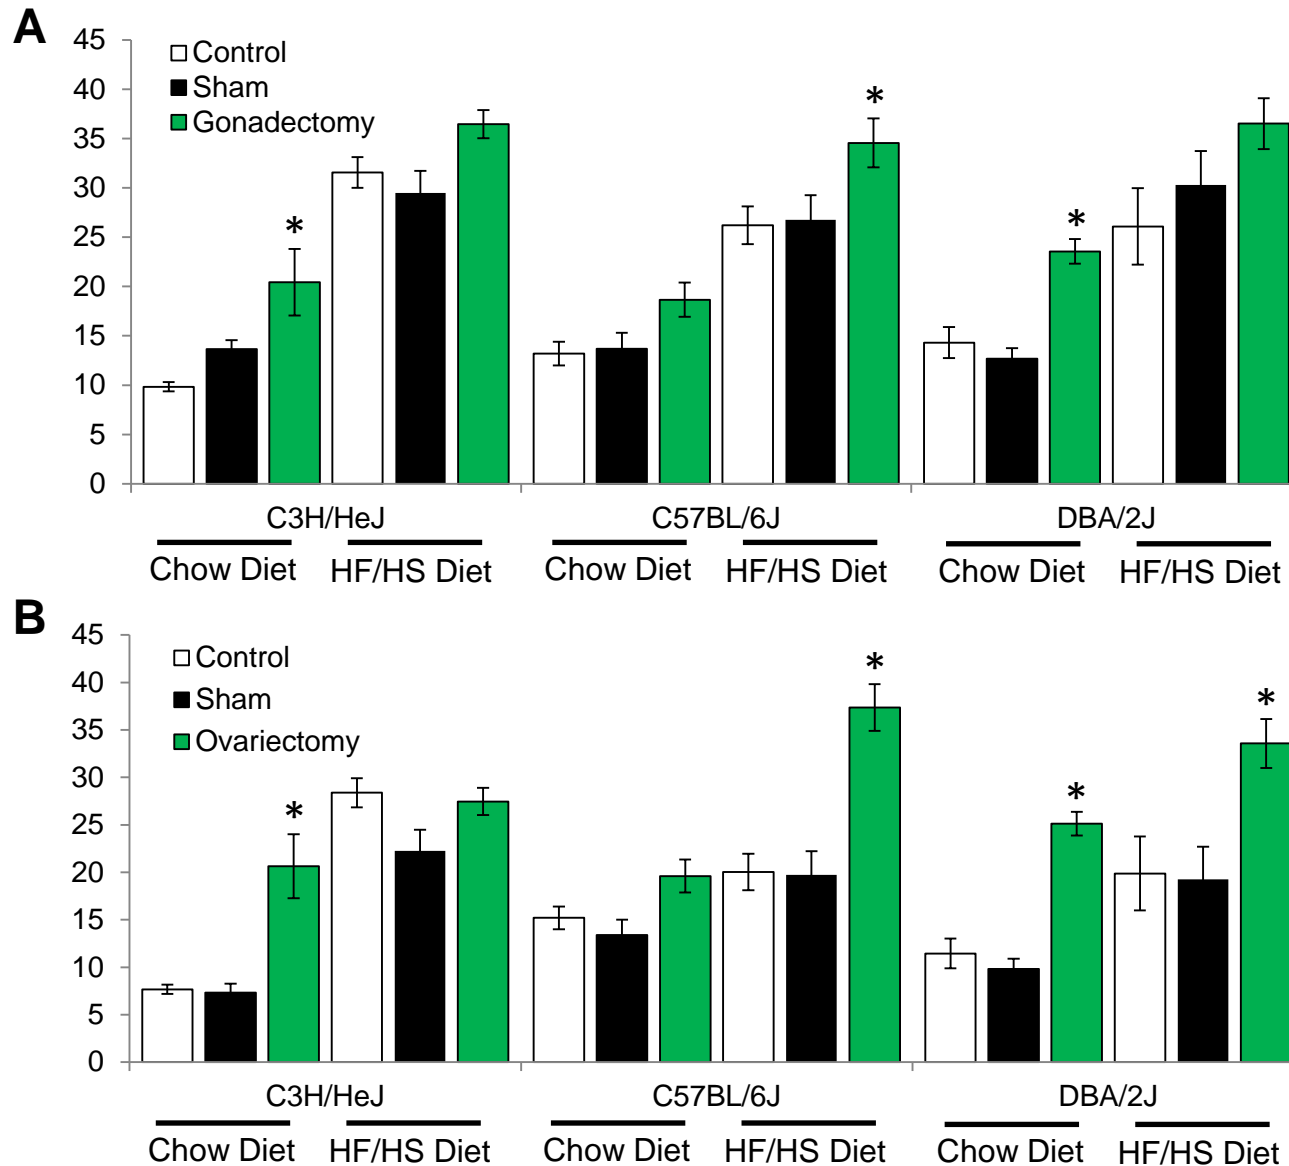 A
45
40
35
30
25
20
15
10
5
0
Control
Sham
Gonadectomy
*
*
*
C3H/HeJ C57BL/6J DBA/2J
Chow Diet HF/HS Diet Chow Diet HF/HS Diet Chow Diet HF/HS Diet
B
45
40
35
30
25
20
15
10
5
0
Control
Sham
Ovariectomy
*
*
*
*
C3H/HeJ C57BL/6J DBA/2J
Chow Diet HF/HS Diet Chow Diet HF/HS Diet Chow Diet HF/HS Diet